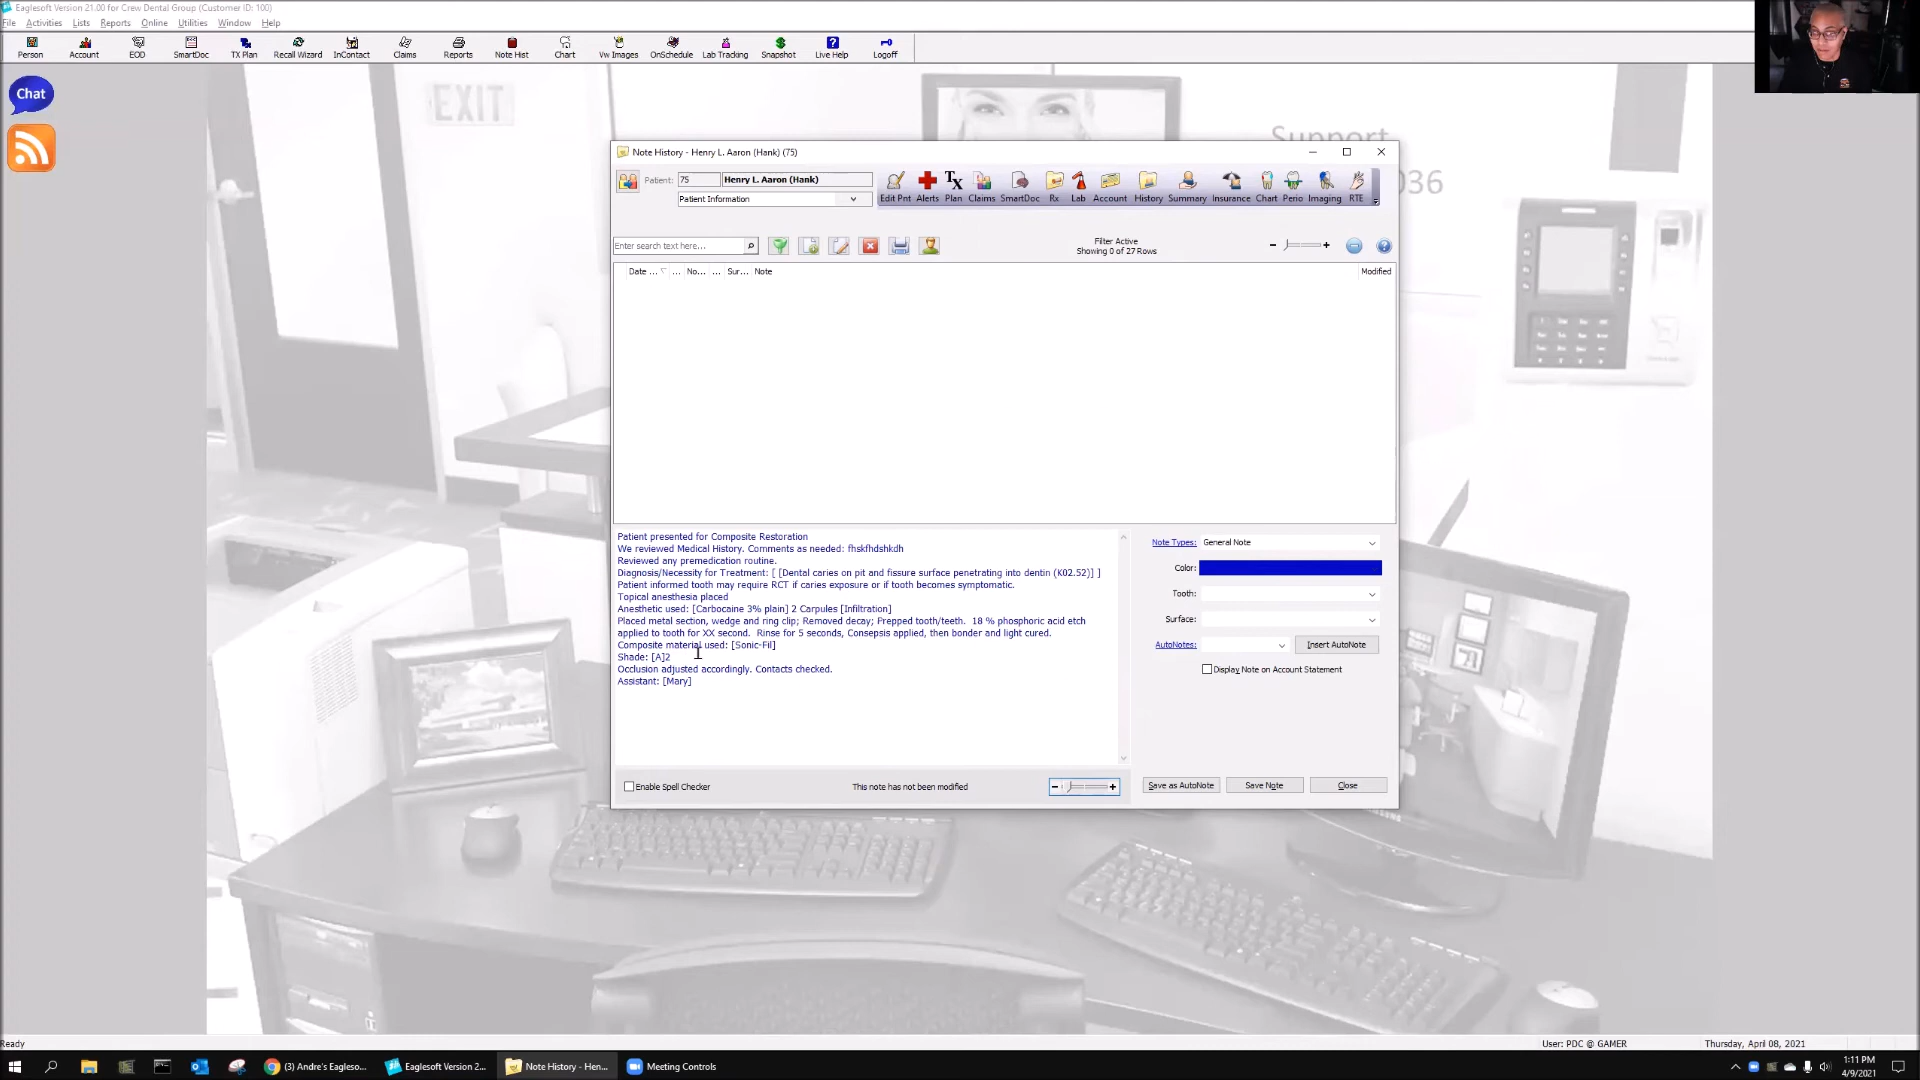 Eaglesoft Version 21.00 for Crew Dental Group (Customer ID: 100)
File Activities Lists Reports Online Utilities Window Help
Person Account EOD SmartDoc TX Plan Recall Wizard InContact Claims Reports Note Hist Chart Vw Images OnSchedule Lab Tracking Snapshot Live Help Logoff
Chat
EXIT
Support
036
Note History - Henry L. Aaron (Hank) (75)
Patient: 75 Henry L. Aaron (Hank)
Patient Information
Edit Pnt Alerts Plan Claims SmartDoc Rx Lab Account History Summary Insurance Chart Perio Imaging RTE
Enter search text here...
Filter Active
Showing 0 of 27 Rows
Date ... ... No... ... Sur... Note Modified
Patient presented for Composite Restoration
We reviewed Medical History. Comments as needed: fhskfhdshkdh
Reviewed any premedication routine.
Diagnosis/Necessity for Treatment: [ [Dental caries on pit and fissure surface penetrating into dentin (K02.52)] ]
Patient informed tooth may require RCT if caries exposure or if tooth becomes symptomatic.
Topical anesthesia placed
Anesthetic used: [Carbocaine 3% plain] 2 Carpules [Infiltration]
Placed metal section, wedge and ring clip; Removed decay; Prepped tooth/teeth. 18 % phosphoric acid etch
applied to tooth for XX second. Rinse for 5 seconds, Consepsis applied, then bonder and light cured.
Composite material used: [Sonic-Fil]
Shade: [A]2
Occlusion adjusted accordingly. Contacts checked.
Assistant: [Mary]
Note Types: General Note
Color:
Tooth:
Surface:
AutoNotes: Insert AutoNote
Display Note on Account Statement
Enable Spell Checker This note has not been modified
Save as AutoNote Save Note Close
Ready User: PDC @ GAMER Thursday, April 08, 2021
(3) Andre's Eagleso... Eaglesoft Version 2... Note History - Hen... Meeting Controls
1:11 PM
4/9/2021